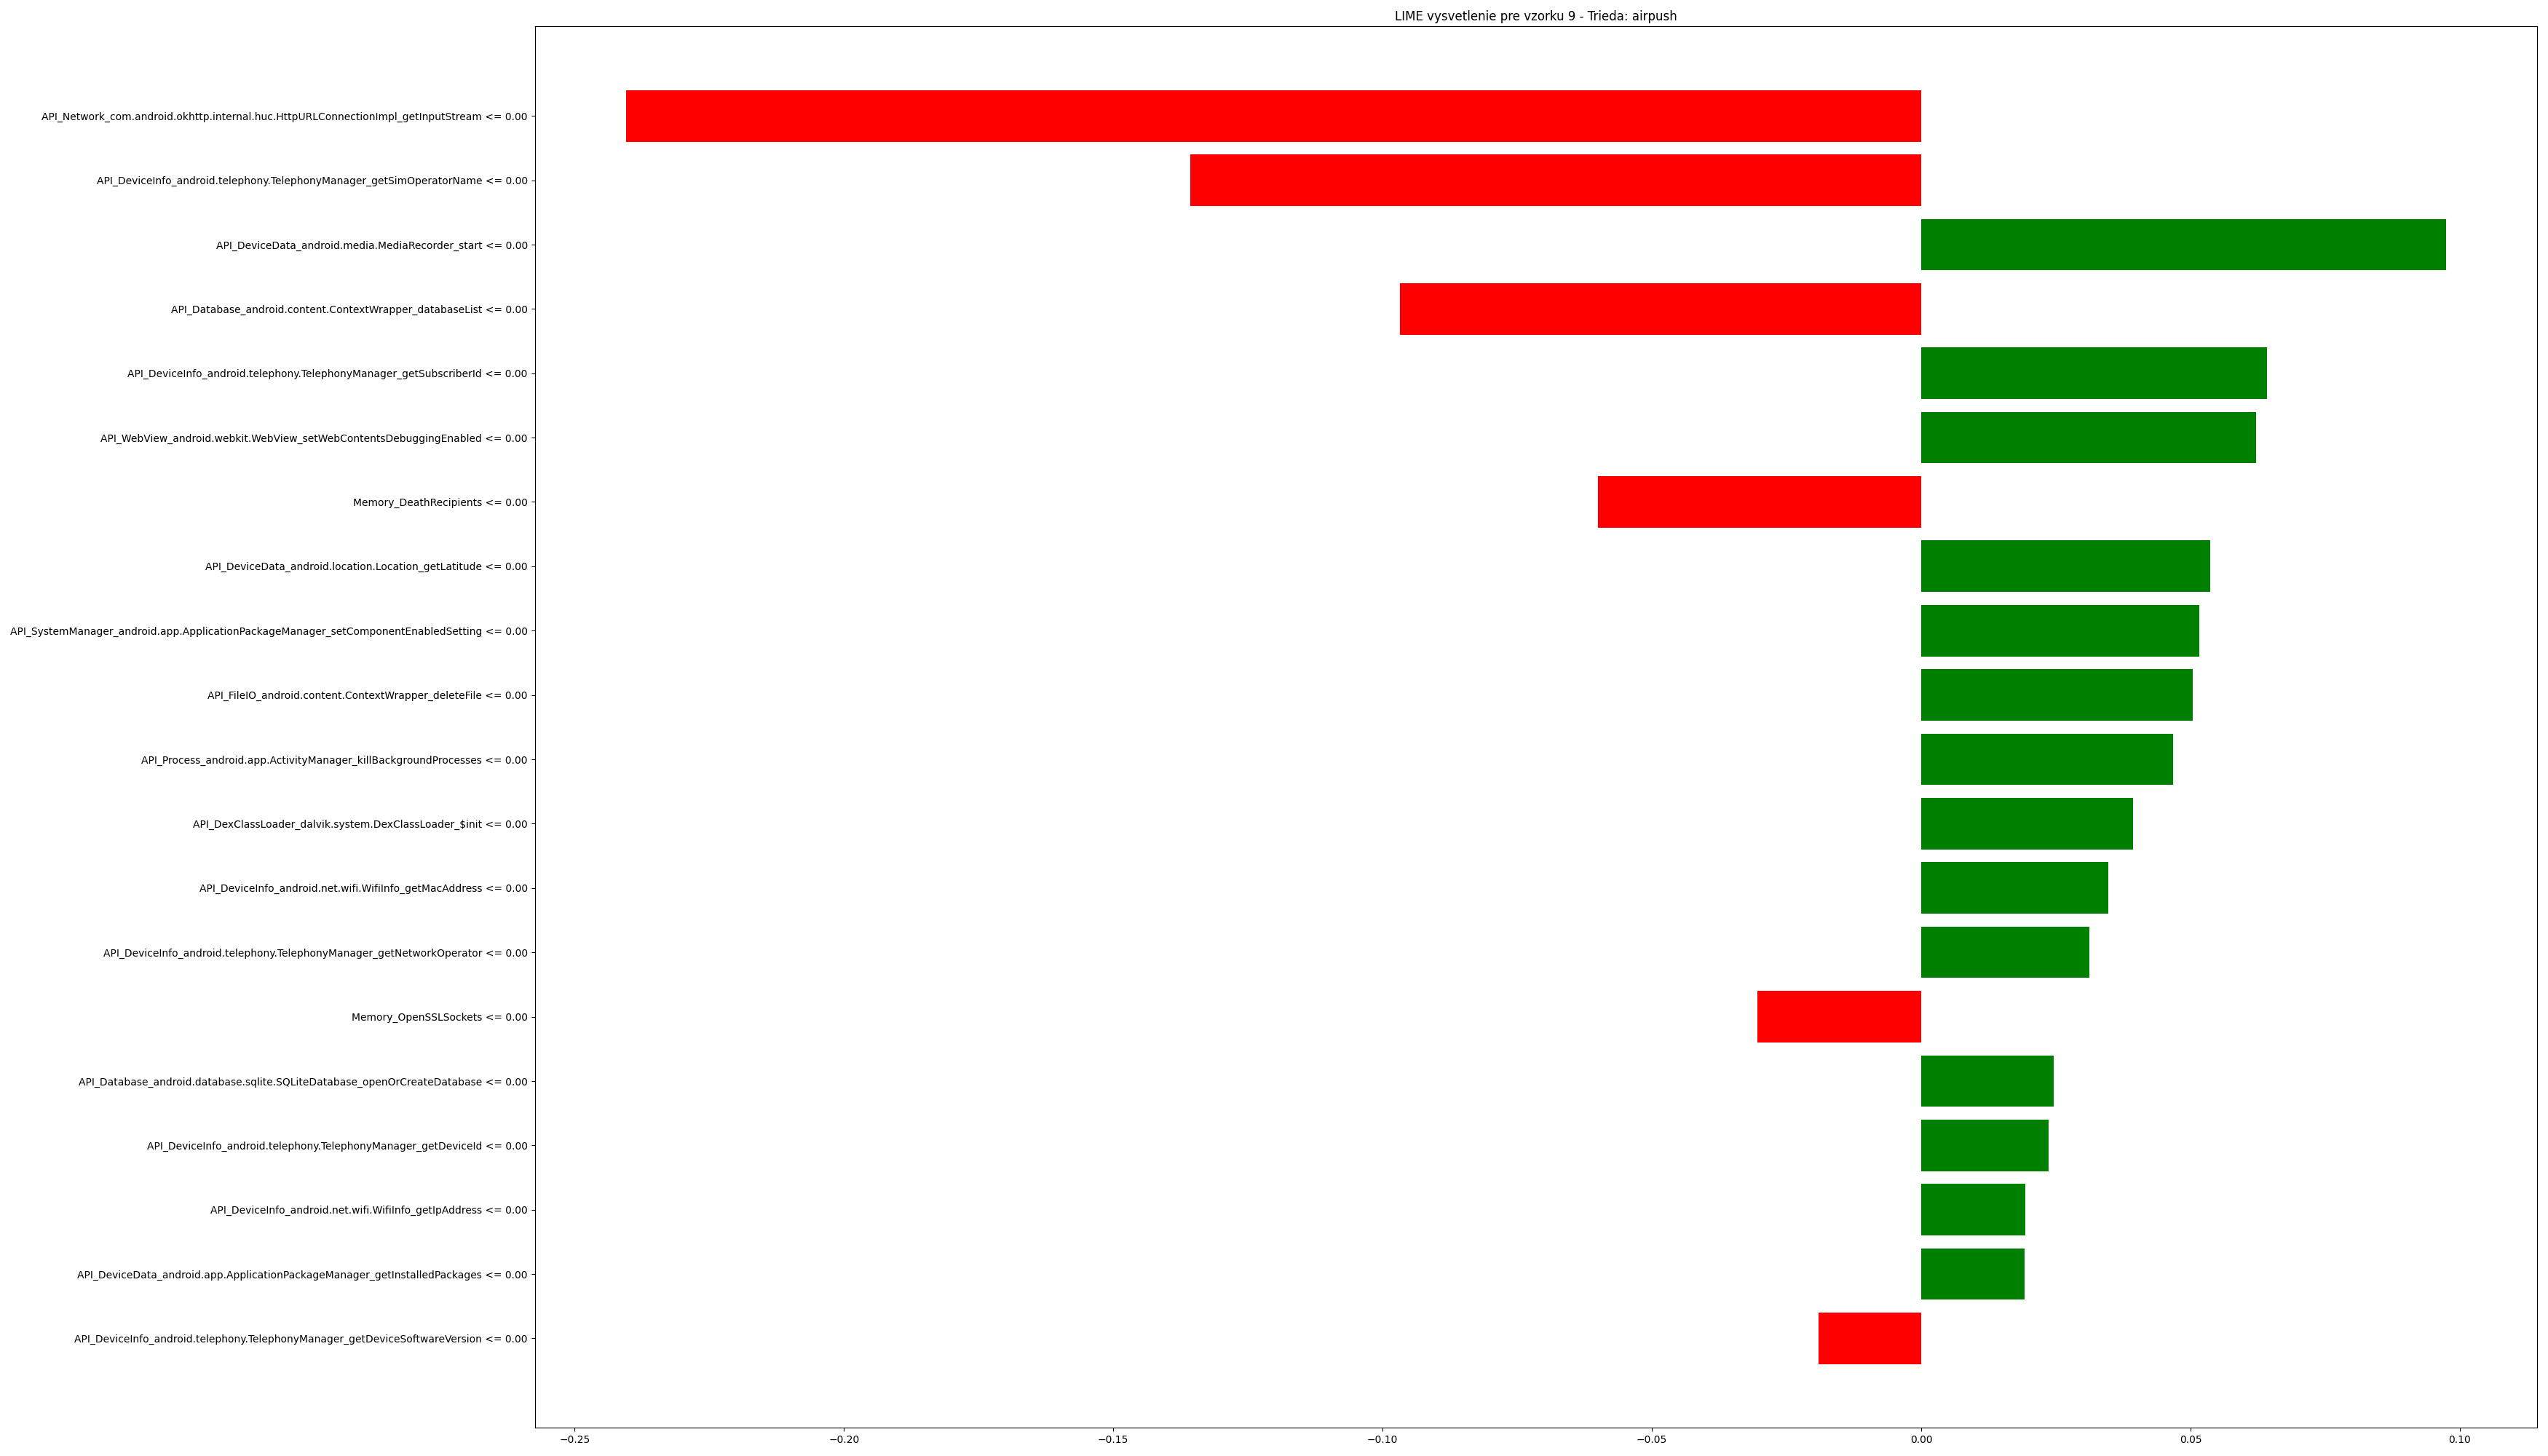 LIME vysvetlenie pre vzorku 9 - Trieda: airpush
API_Network_com.android.okhttp.internal.huc.HttpURLConnectionImpl_getInputStream <= 0.00
API_DeviceInfo_android.telephony.TelephonyManager_getSimOperatorName <= 0.00
API_DeviceData_android.media.MediaRecorder_start <= 0.00
API_Database_android.content.ContextWrapper_databaseList <= 0.00
API_DeviceInfo_android.telephony.TelephonyManager_getSubscriberId <= 0.00
API_WebView_android.webkit.WebView_setWebContentsDebuggingEnabled <= 0.00
Memory_DeathRecipients <= 0.00
API_DeviceData_android.location.Location_getLatitude <= 0.00
API_SystemManager_android.app.ApplicationPackageManager_setComponentEnabledSetting <= 0.00
API_FileIO_android.content.ContextWrapper_deleteFile <= 0.00
API_Process_android.app.ActivityManager_killBackgroundProcesses <= 0.00
API_DexClassLoader_dalvik.system.DexClassLoader_$init <= 0.00
API_DeviceInfo_android.net.wifi.WifiInfo_getMacAddress <= 0.00
API_DeviceInfo_android.telephony.TelephonyManager_getNetworkOperator <= 0.00
Memory_OpenSSLSockets <= 0.00
API_Database_android.database.sqlite.SQLiteDatabase_openOrCreateDatabase <= 0.00
API_DeviceInfo_android.telephony.TelephonyManager_getDeviceId <= 0.00
API_DeviceInfo_android.net.wifi.WifiInfo_getIpAddress <= 0.00
API_DeviceData_android.app.ApplicationPackageManager_getInstalledPackages <= 0.00
API_DeviceInfo_android.telephony.TelephonyManager_getDeviceSoftwareVersion <= 0.00
−0.25 −0.20 −0.15 −0.10 −0.05 0.00 0.05 0.10